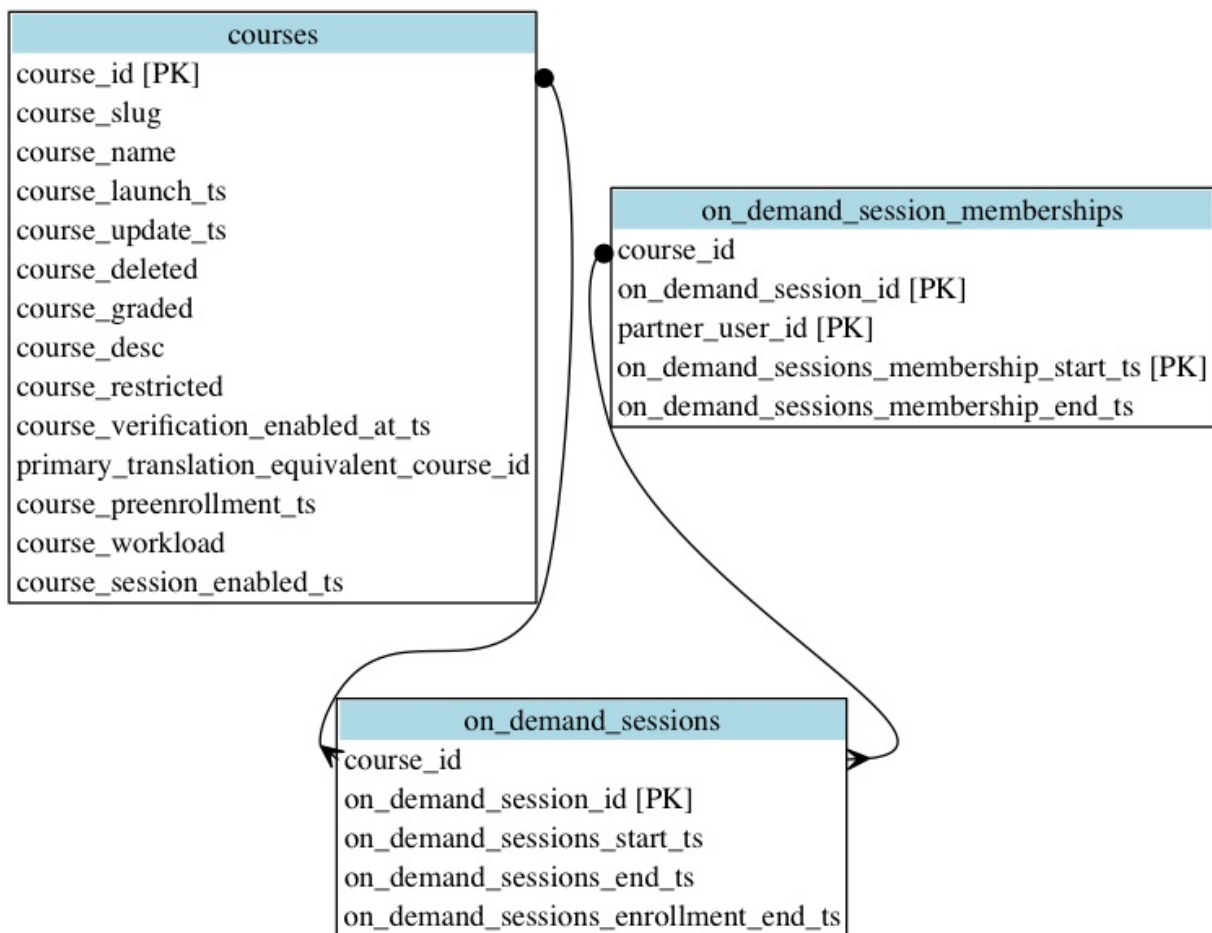 courses
course_id [PK]
course_slug
course_name
course_launch_ts
course_update_ts
course_deleted
course_graded
course_desc
course_restricted
course_verification_enabled_at_ts
primary_translation_equivalent_course_id
course_preenrollment_ts
course_workload
course_session_enabled_ts
on_demand_session_memberships
course_id
on_demand_session_id [PK]
partner_user_id [PK]
on_demand_sessions_membership_start_ts [PK]
on_demand_sessions_membership_end_ts
on_demand_sessions
course_id
on_demand_session_id [PK]
on_demand_sessions_start_ts
on_demand_sessions_end_ts
on_demand_sessions_enrollment_end_ts